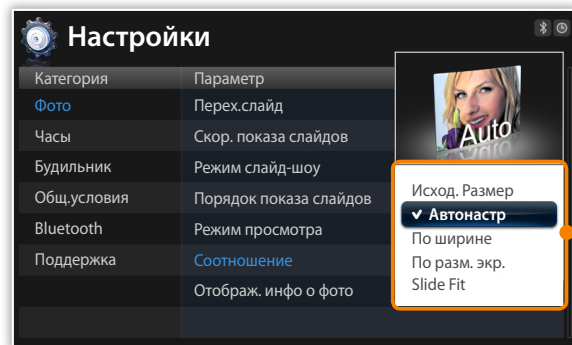 Настройки
Категория
Параметр
Фото
Перех.слайд
Часы
Скор. показа слайдов
Будильник
Режим слайд-шоу
Общ.условия
Порядок показа слайдов
Bluetooth
Режим просмотра
Поддержка
Соотношение
Отображ. инфо о фото
Auto
Исход. Размер
Автонастр
По ширине
По разм. экр.
Slide Fit